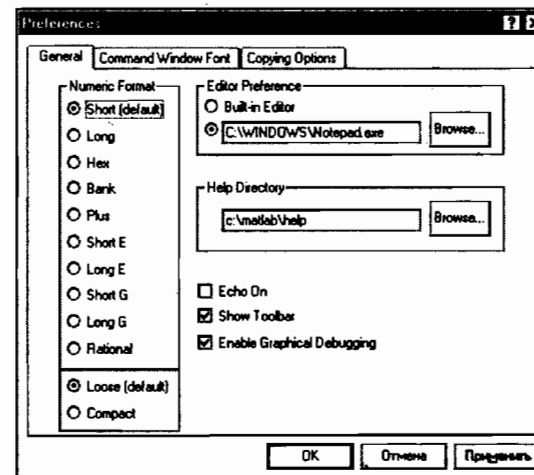 Preferences
General Command Window Font Copying Options
Numeric Format
Short (default)
Long
Hex
Bank
Plus
Short E
Long E
Short G
Long G
Rational
Loose (default)
Compact
Editor Preference
Built-in Editor
C:\WINDOWS\Notepad.exe Browse...
Help Directory
c:\matlab\help Browse...
Echo On
Show Toolbar
Enable Graphical Debugging
OK Отмена Применить